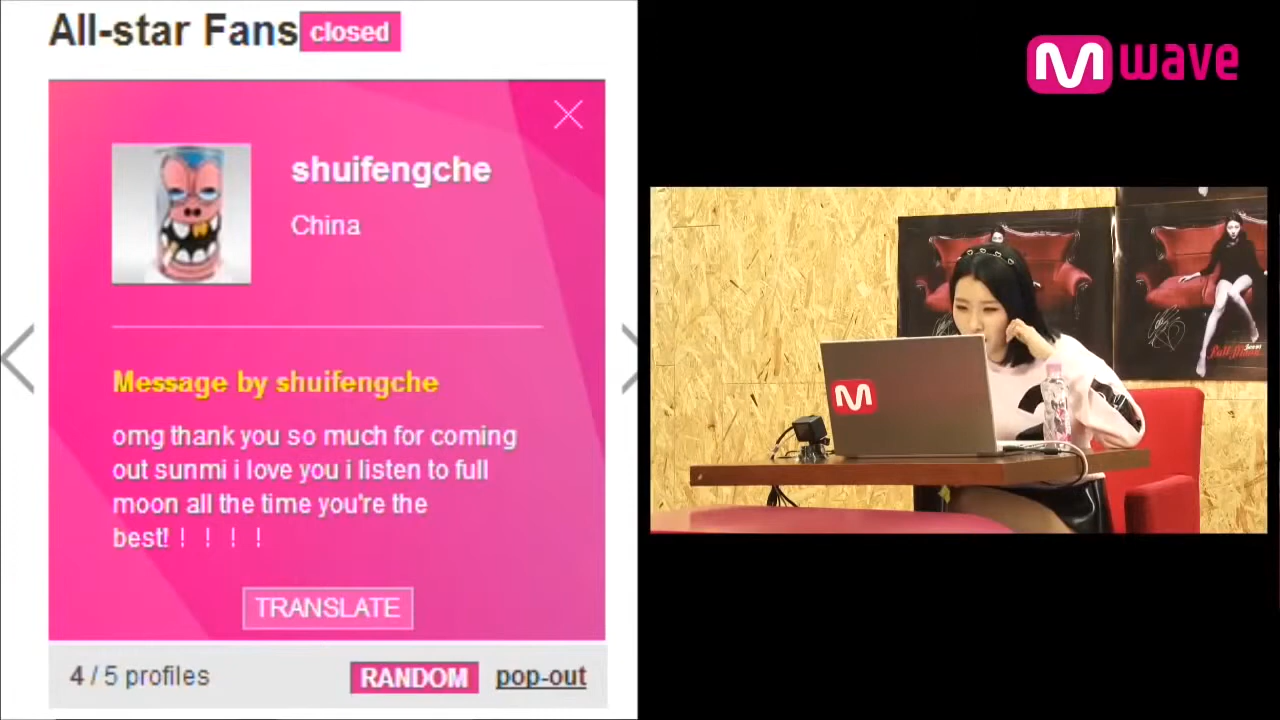 All-star Fans closed
shuifengche
China
Message by shuifengche
omg thank you so much for coming
out sunmi i love you i listen to full
moon all the time you're the
best!！！！！
TRANSLATE
4 / 5 profiles RANDOM pop-out
M wave
M
Full Moon